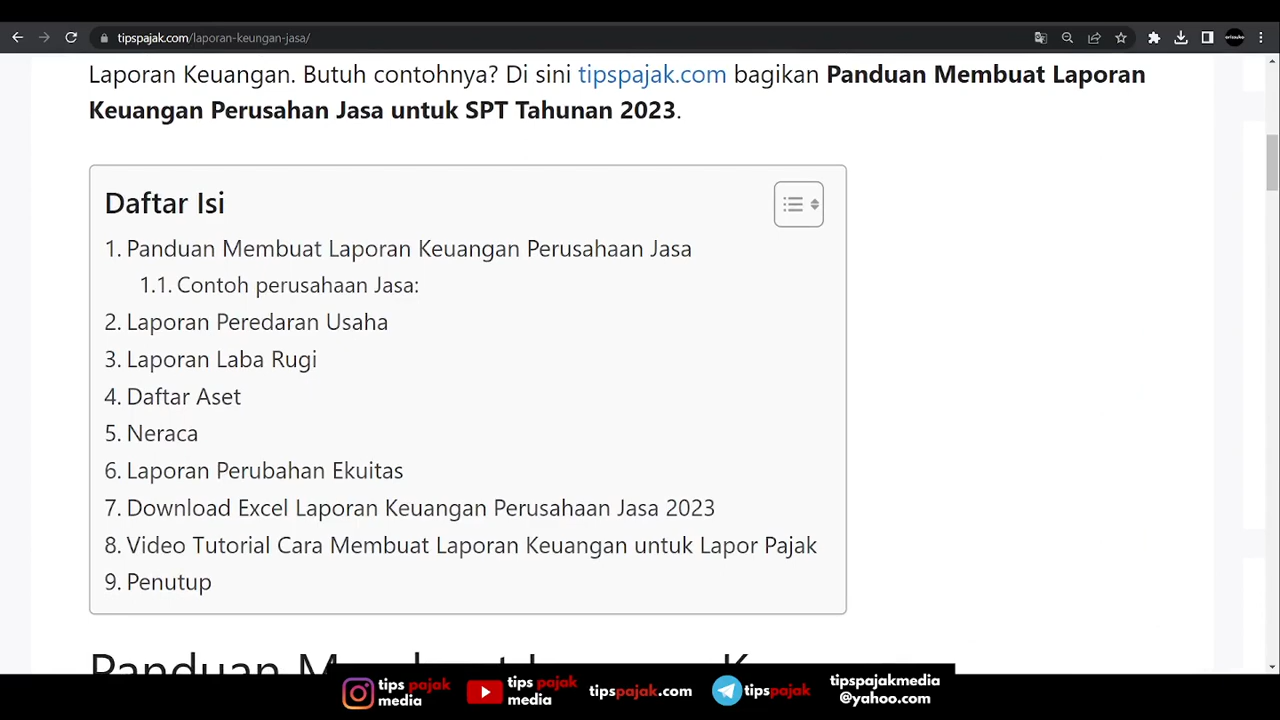 tipspajak.com/laporan-keungan-jasa/
Laporan Keuangan. Butuh contohnya? Di sini tipspajak.com bagikan Panduan Membuat Laporan
Keuangan Perusahan Jasa untuk SPT Tahunan 2023.
Daftar Isi
1. Panduan Membuat Laporan Keuangan Perusahaan Jasa
1.1. Contoh perusahaan Jasa:
2. Laporan Peredaran Usaha
3. Laporan Laba Rugi
4. Daftar Aset
5. Neraca
6. Laporan Perubahan Ekuitas
7. Download Excel Laporan Keuangan Perusahaan Jasa 2023
8. Video Tutorial Cara Membuat Laporan Keuangan untuk Lapor Pajak
9. Penutup
Panduan
tips pajak
media
tips pajak
media
tipspajak.com
tipspajak
tipspajakmedia
@yahoo.com